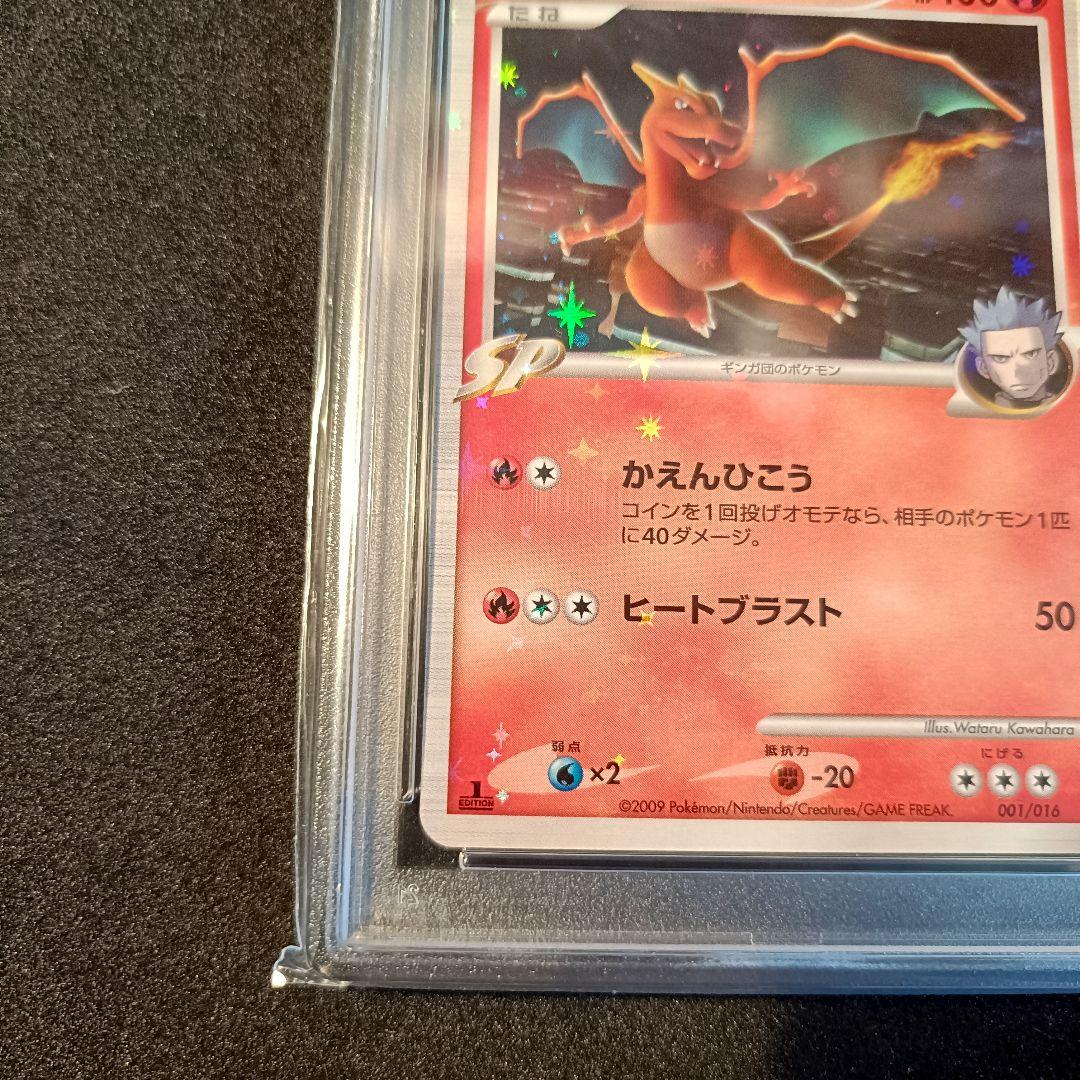 たね
SP
ギンガ団のポケモン
かえんひこう
コインを1回投げオモテなら、相手のポケモン1匹
に40ダメージ。
ヒートブラスト 50
Illus. Wataru Kawahara
弱点 ×2 抵抗力 -20 にげる
1 EDITION
©2009 Pokémon/Nintendo/Creatures/GAME FREAK. 001/016